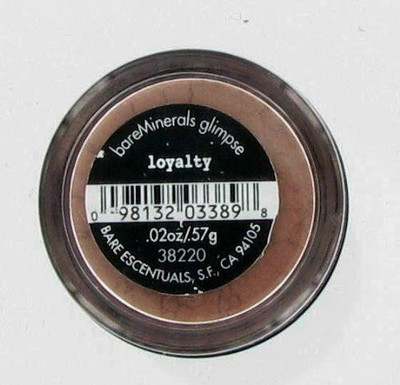 bareMinerals glimpse
loyalty
0 98132 03389 8
.02oz/.57g
38220
BARE ESCENTUALS, S.F., CA 94105